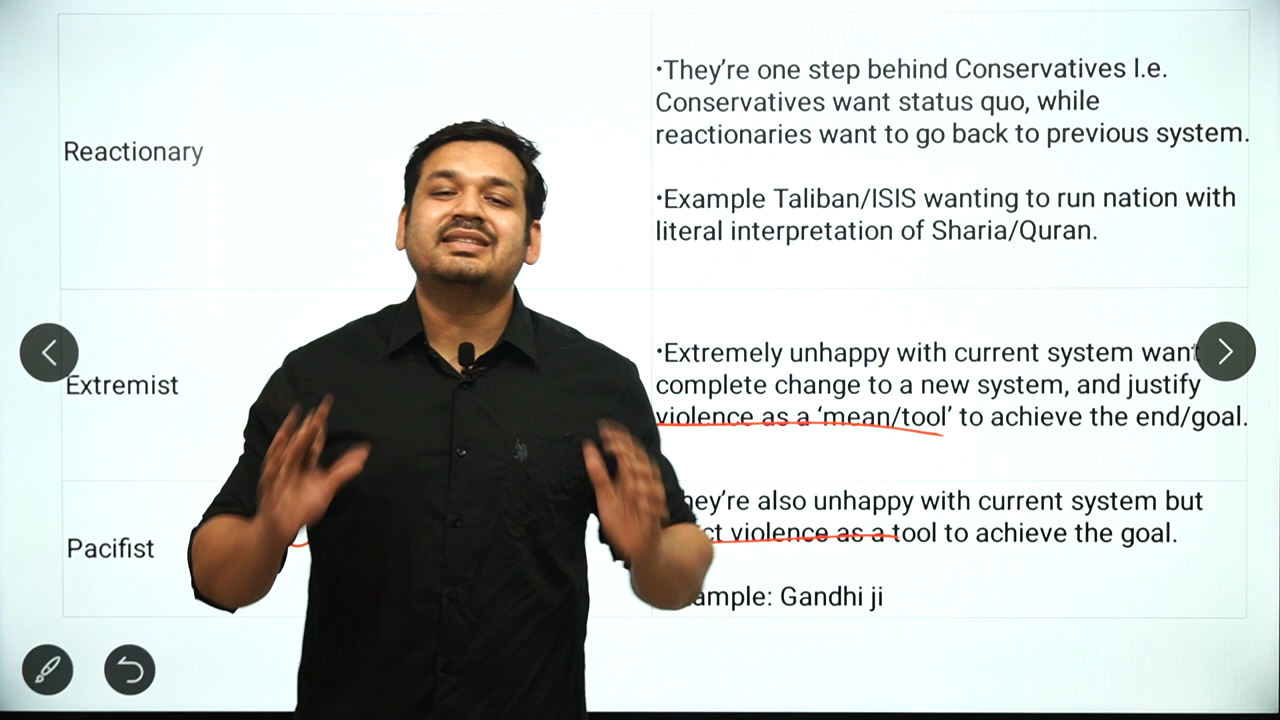 Reactionary
•They're one step behind Conservatives I.e.
Conservatives want status quo, while
reactionaries want to go back to previous system.
•Example Taliban/ISIS wanting to run nation with
literal interpretation of Sharia/Quran.
Extremist
•Extremely unhappy with current system want
complete change to a new system, and justify
violence as a ‘mean/tool’ to achieve the end/goal.
Pacifist
also unhappy with current system but
violence as a tool to achieve the goal.
Gandhi ji